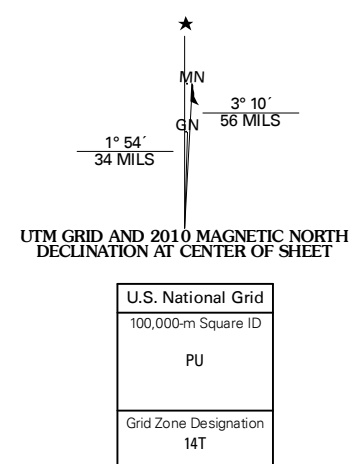 ★
MN
3° 10´
56 MILS
GN
1° 54´
34 MILS
UTM GRID AND 2010 MAGNETIC NORTH
DECLINATION AT CENTER OF SHEET
U.S. National Grid
100,000-m Square ID
PU
Grid Zone Designation
14T